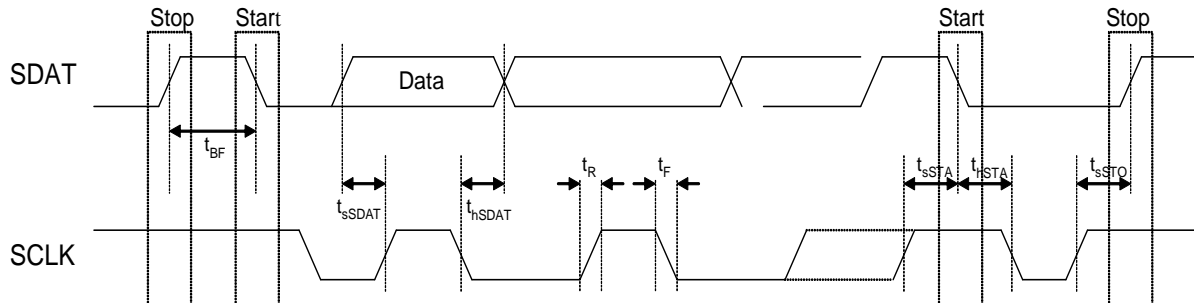 Stop Start Start Stop
SDAT
Data
tBF
tR tF tsSTA thSTA tsSTO
tsSDAT thSDAT
SCLK